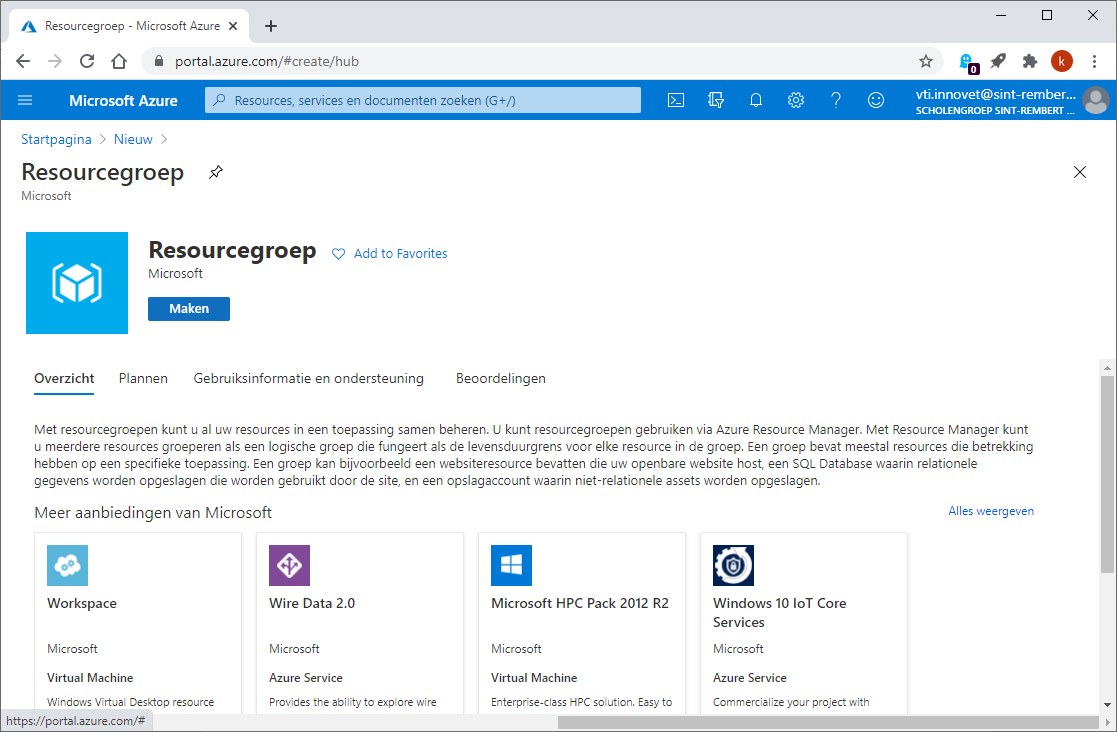 Resourcegroep - Microsoft Azure
portal.azure.com/#create/hub
0
k
Microsoft Azure
Resources, services en documenten zoeken (G+/)
vti.innovet@sint-rember...
SCHOLENGROEP SINT-REMBERT ...
Startpagina > Nieuw >
Resourcegroep
Microsoft
Resourcegroep
Add to Favorites
Microsoft
Maken
Overzicht Plannen Gebruiksinformatie en ondersteuning Beoordelingen
Met resourcegroepen kunt u al uw resources in een toepassing samen beheren. U kunt resourcegroepen gebruiken via Azure Resource Manager. Met Resource Manager kunt
u meerdere resources groeperen als een logische groep die fungeert als de levensduurgrens voor elke resource in de groep. Een groep bevat meestal resources die betrekking
hebben op een specifieke toepassing. Een groep kan bijvoorbeeld een websiteresource bevatten die uw openbare website host, een SQL Database waarin relationele
gegevens worden opgeslagen die worden gebruikt door de site, en een opslagaccount waarin niet-relationele assets worden opgeslagen.
Meer aanbiedingen van Microsoft
Alles weergeven
Workspace
Microsoft
Virtual Machine
Windows Virtual Desktop resource
Wire Data 2.0
Microsoft
Azure Service
Provides the ability to explore wire
Microsoft HPC Pack 2012 R2
Microsoft
Virtual Machine
Enterprise-class HPC solution. Easy to
Windows 10 IoT Core
Services
Microsoft
Azure Service
Commercialize your project with
https://portal.azure.com/#